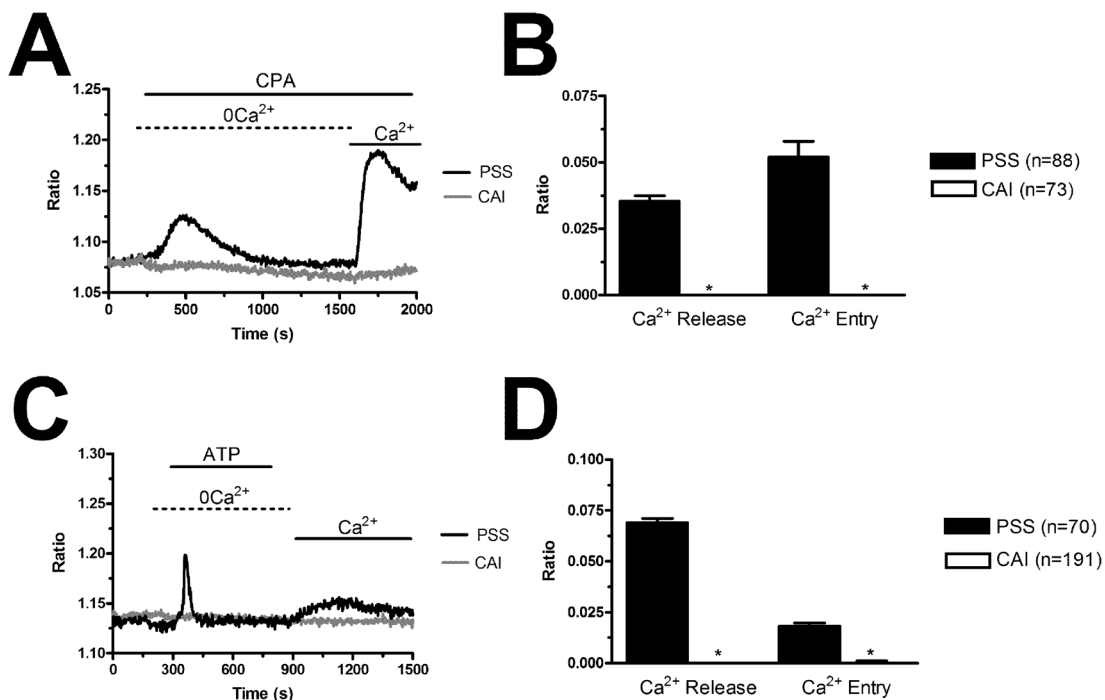 A
CPA
0Ca²⁺
Ca²⁺
1.25
1.20
1.15
1.10
1.05
Ratio
0 500 1000 1500 2000
Time (s)
PSS
CAI
B
0.075
0.050
0.025
0.000
Ratio
* *
Ca²⁺ Release Ca²⁺ Entry
PSS (n=88)
CAI (n=73)
C
ATP
0Ca²⁺
Ca²⁺
1.30
1.25
1.20
1.15
1.10
Ratio
0 300 600 900 1200 1500
Time (s)
PSS
CAI
D
0.100
0.075
0.050
0.025
0.000
Ratio
* *
Ca²⁺ Release Ca²⁺ Entry
PSS (n=70)
CAI (n=191)